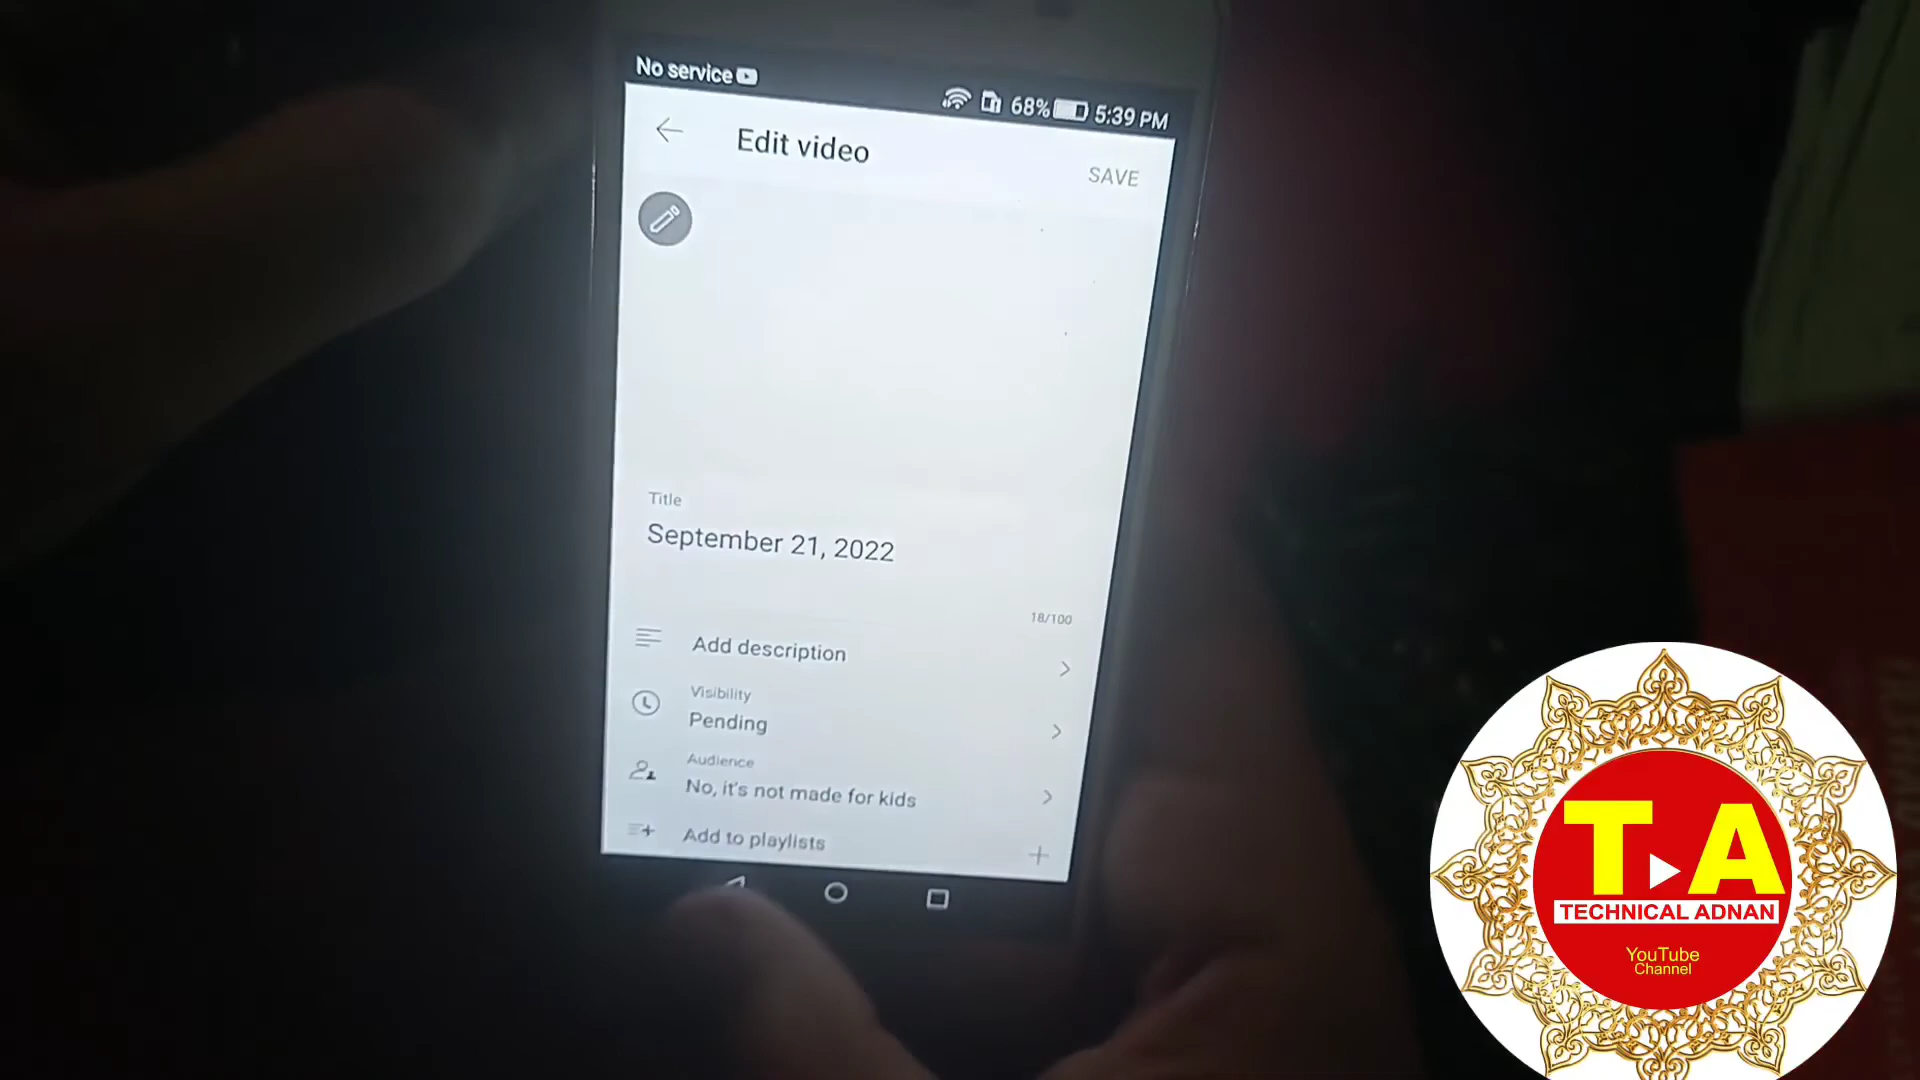 No service
68% 5:39 PM
Edit video
SAVE
Title
September 21, 2022
18/100
Add description
Visibility
Pending
Audience
No, it's not made for kids
Add to playlists
T A
TECHNICAL ADNAN
YouTube
Channel